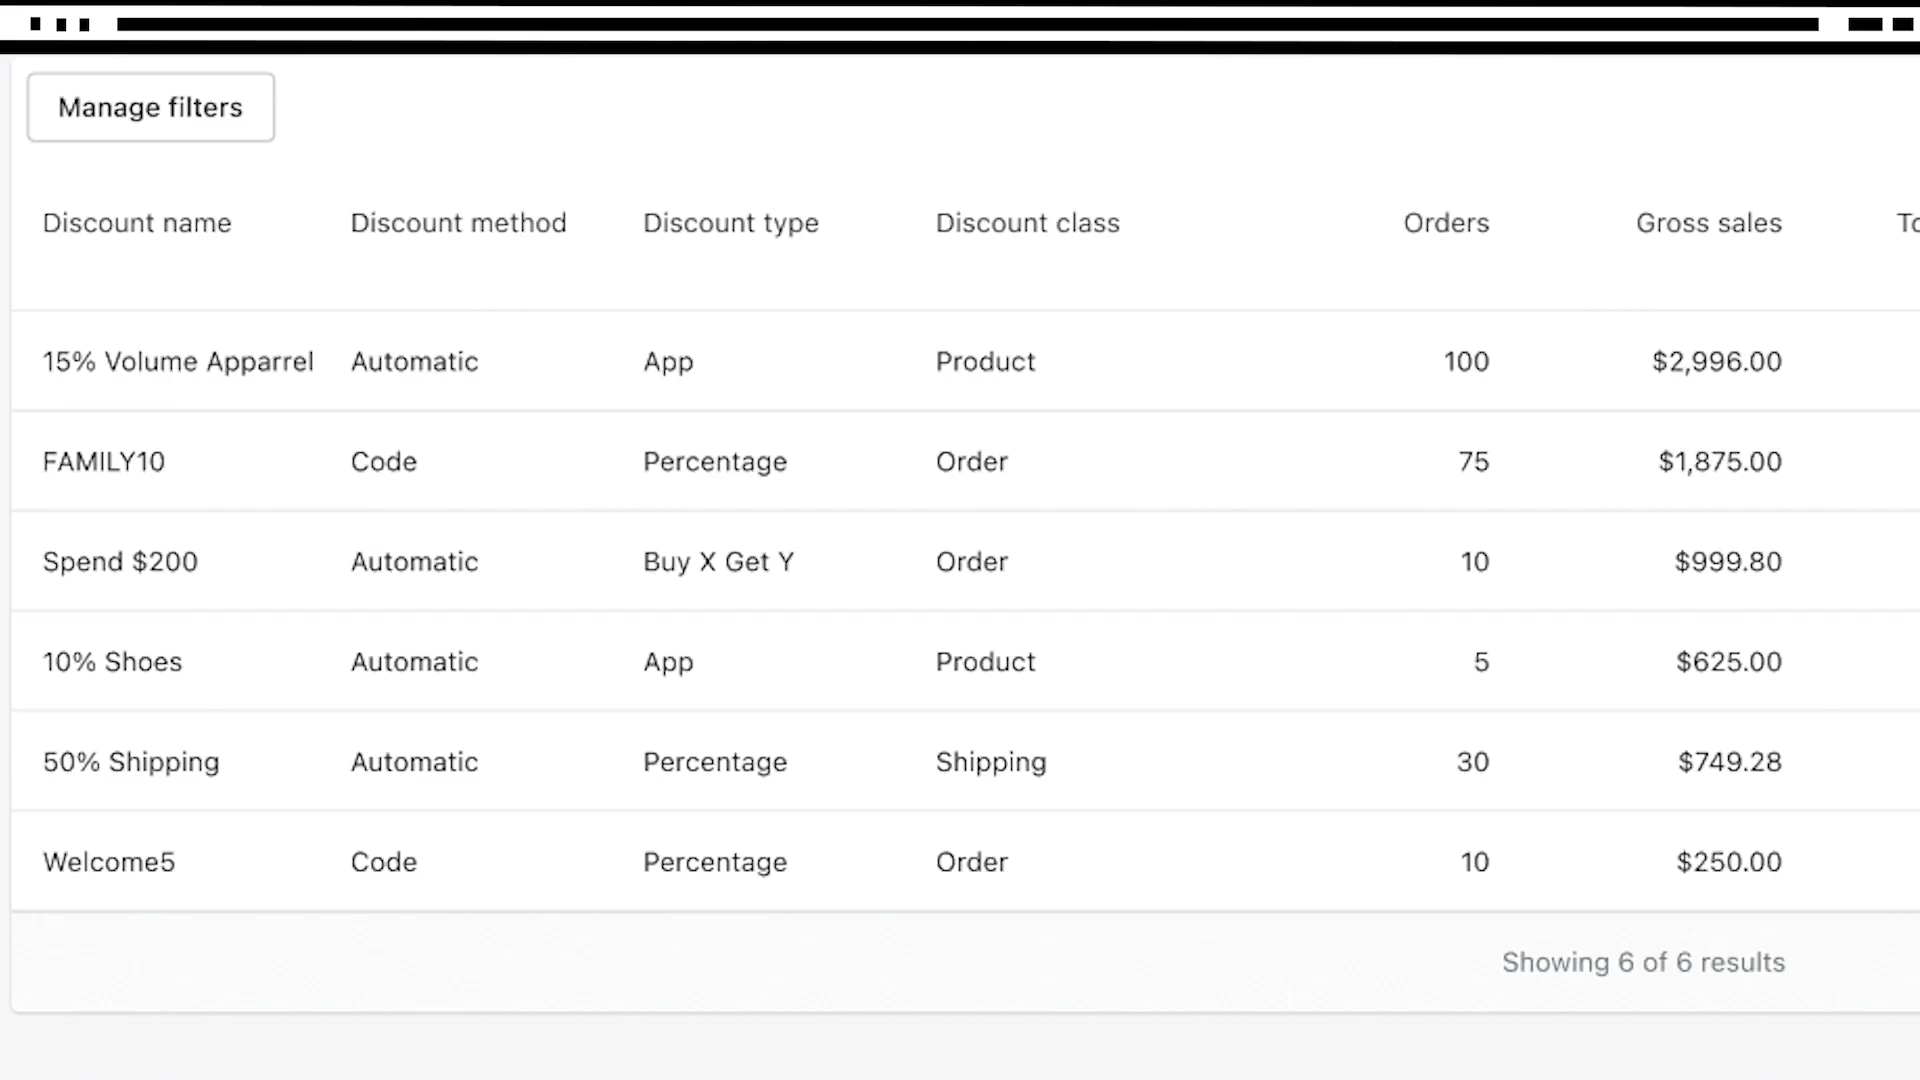 Manage filters
Discount name Discount method Discount type Discount class Orders Gross sales
15% Volume Apparrel Automatic App Product 100 $2,996.00
FAMILY10 Code Percentage Order 75 $1,875.00
Spend $200 Automatic Buy X Get Y Order 10 $999.80
10% Shoes Automatic App Product 5 $625.00
50% Shipping Automatic Percentage Shipping 30 $749.28
Welcome5 Code Percentage Order 10 $250.00
Showing 6 of 6 results